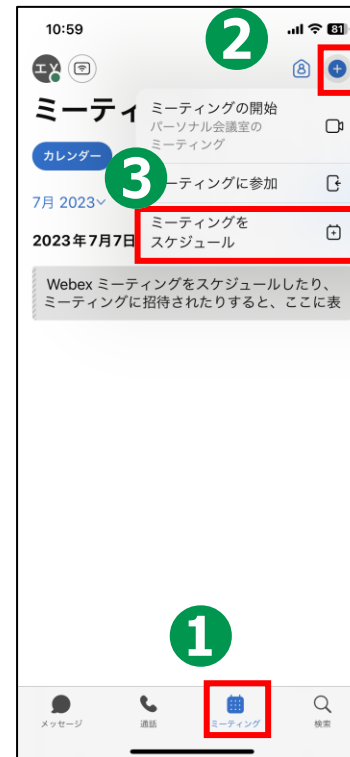 10:59
2
81
エメ
+
ミーティ
ミーティングの開始
パーソナル会議室の
ミーティング
カレンダー
3
ーティングに参加
7月 2023
ミーティングを
スケジュール
2023年7月7日
Webex ミーティングをスケジュールしたり、
ミーティングに招待されたりすると、ここに表
1
メッセージ
通話
ミーティング
検索